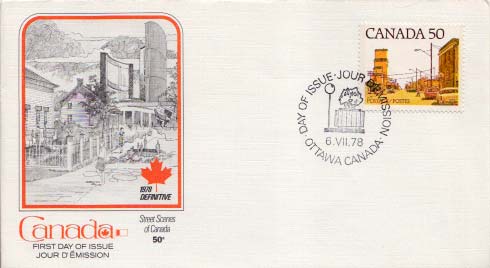 1978
DEFINITIVE
Canada
FIRST DAY OF ISSUE
JOUR D'ÉMISSION
Street Scenes
of Canada
50¢
DAY OF ISSUE · JOUR D'ÉMISSION ·
6.VII.78
OTTAWA CANADA
CANADA 50
POSTAGE·POSTES